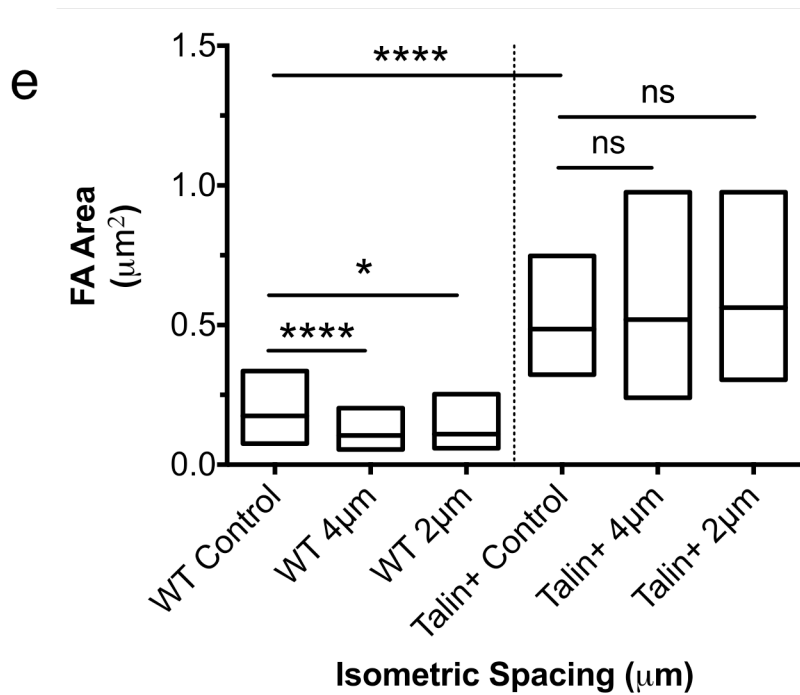 e
1.5
1.0
0.5
0.0
FA Area
(μm²)
****
ns
ns
*
****
WT Control
WT 4µm
WT 2µm
Talin+ Control
Talin+ 4µm
Talin+ 2µm
Isometric Spacing (μm)